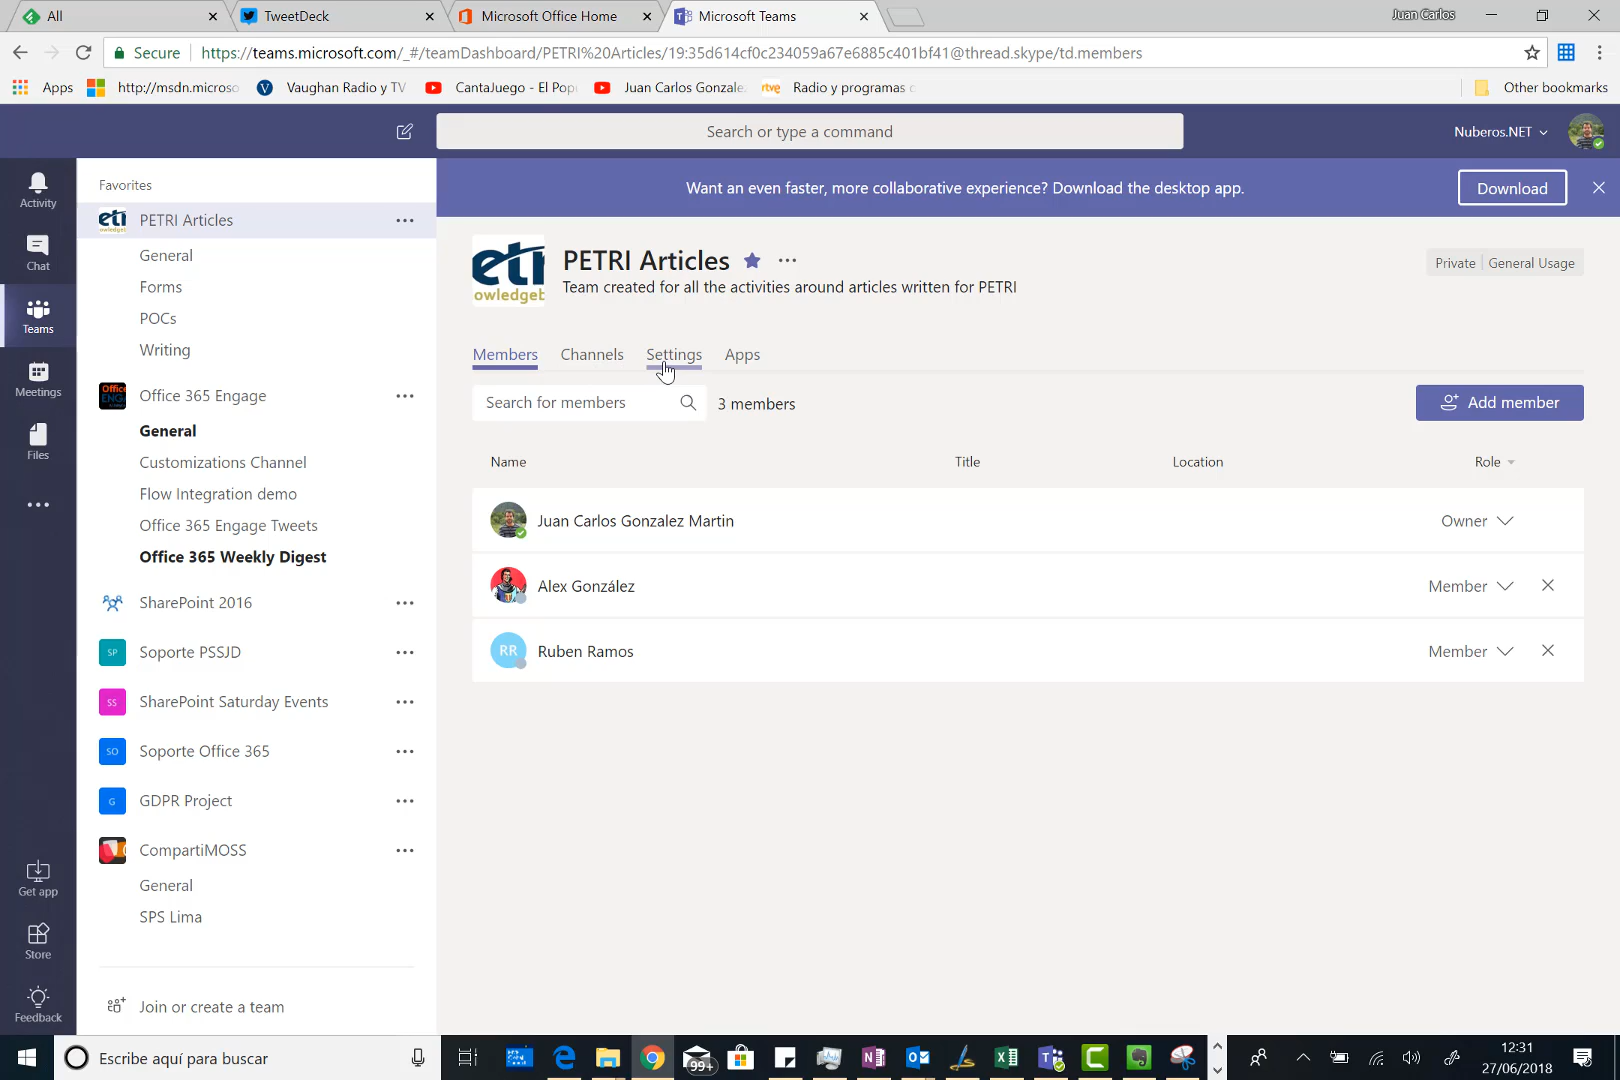 All
TweetDeck
Microsoft Office Home
Microsoft Teams
Juan Carlos
Secure
https://teams.microsoft.com/_#/teamDashboard/PETRI%20Articles/19:35d614cf0c234059a67e6885c401bf41@thread.skype/td.members
Apps
http://msdn.microso
Vaughan Radio y TV
CantaJuego - El Pop
Juan Carlos Gonzale
rtve
Radio y programas
Other bookmarks
Search or type a command
Nuberos.NET
Activity
Chat
Teams
Meetings
Files
Get app
Store
Feedback
Favorites
PETRI Articles
General
Forms
POCs
Writing
Office ENG
Office 365 Engage
General
Customizations Channel
Flow Integration demo
Office 365 Engage Tweets
Office 365 Weekly Digest
SharePoint 2016
SP
Soporte PSSJD
SS
SharePoint Saturday Events
SO
Soporte Office 365
G
GDPR Project
CompartiMOSS
General
SPS Lima
Join or create a team
Want an even faster, more collaborative experience? Download the desktop app.
Download
eti
owledget
PETRI Articles
Team created for all the activities around articles written for PETRI
Private
General Usage
Members
Channels
Settings
Apps
Search for members
3 members
Add member
Name
Title
Location
Role
Juan Carlos Gonzalez Martin
Owner
Alex González
Member
RR
Ruben Ramos
Member
Escribe aquí para buscar
99+
12:31
27/06/2018